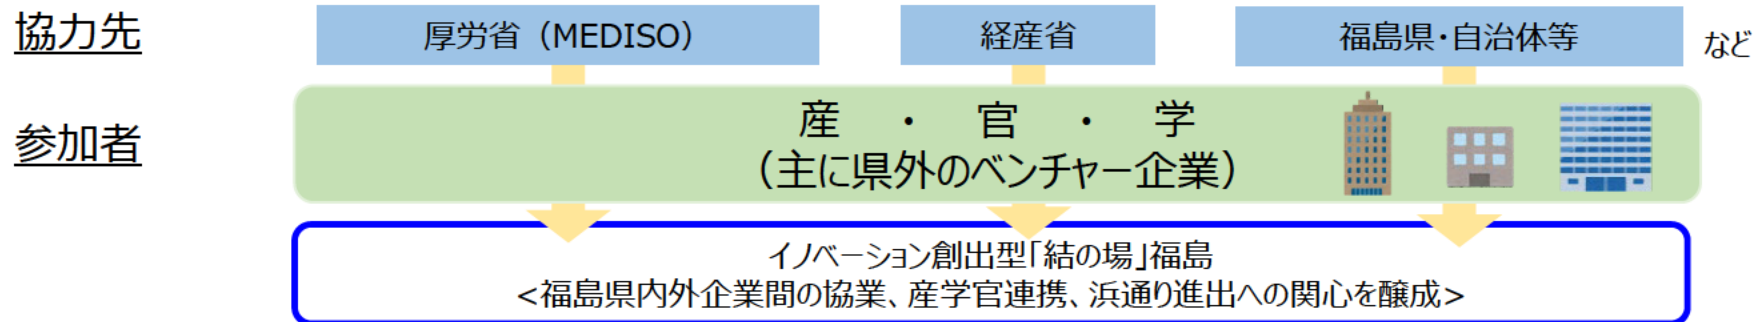 協力先
厚労省（MEDISO）
経産省
福島県・自治体等
など
参加者
産 ・ 官 ・ 学
（主に県外のベンチャー企業）
イノベーション創出型「結の場」福島
<福島県内外企業間の協業、産学官連携、浜通り進出への関心を醸成>